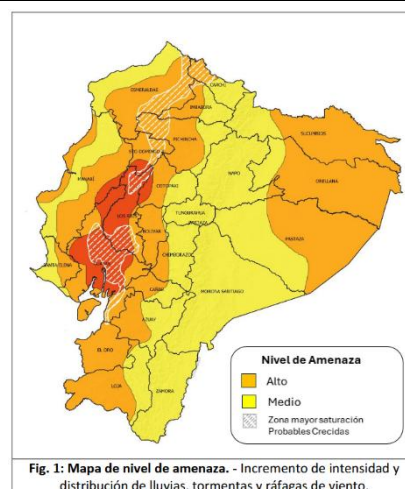 ESMERALDAS
CARCHI
IMBABURA
SUCUMBIOS
STO DOMINGO
PICHINCHA
MANABI
ORELLANA
NAPO
COTOPAXI
LOS RIOS
TUNGURAHUA
PASTAZA
BOLIVAR
CHIMBORAZO
SANTA ELENA
MORONA SANTIAGO
CAÑAR
AZUAY
EL ORO
LOJA
ZAMORA
Nivel de Amenaza
Alto
Medio
Zona mayor saturación
Probables Crecidas
Fig. 1: Mapa de nivel de amenaza. - Incremento de intensidad y
distribución de lluvias, tormentas y ráfagas de viento.